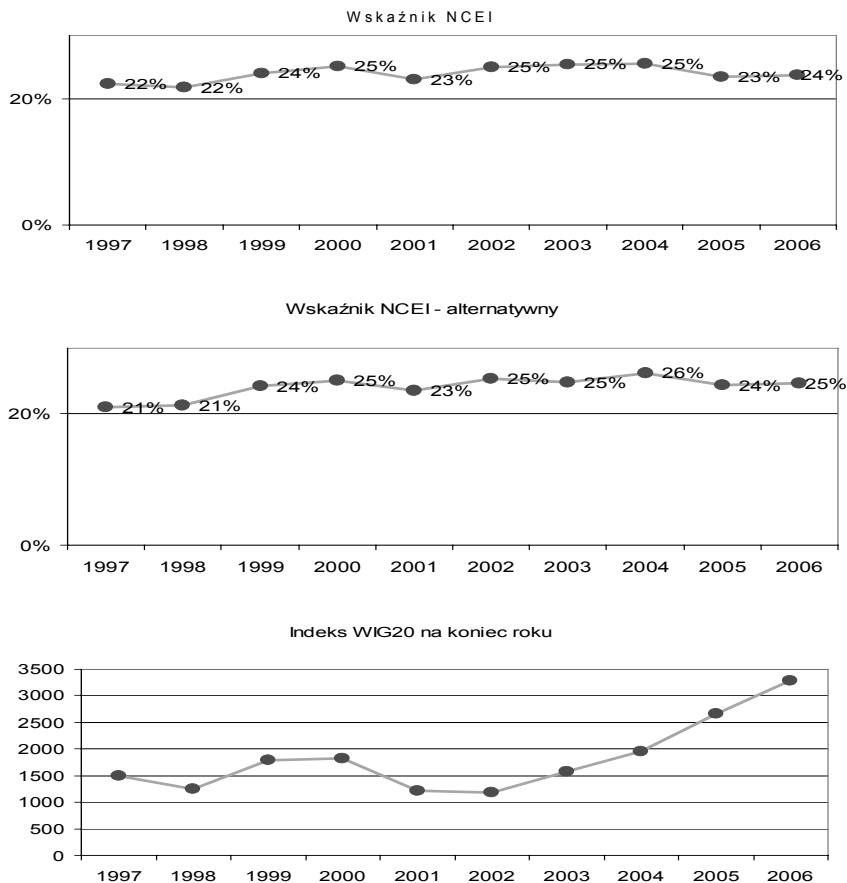 Wskaźnik NCEI
22% 22% 24% 25% 23% 25% 25% 25% 23% 24%
20%
0%
1997 1998 1999 2000 2001 2002 2003 2004 2005 2006
Wskaźnik NCEI - alternatywny
21% 21% 24% 25% 23% 25% 25% 26% 24% 25%
20%
0%
1997 1998 1999 2000 2001 2002 2003 2004 2005 2006
Indeks WIG20 na koniec roku
3500
3000
2500
2000
1500
1000
500
0
1997 1998 1999 2000 2001 2002 2003 2004 2005 2006